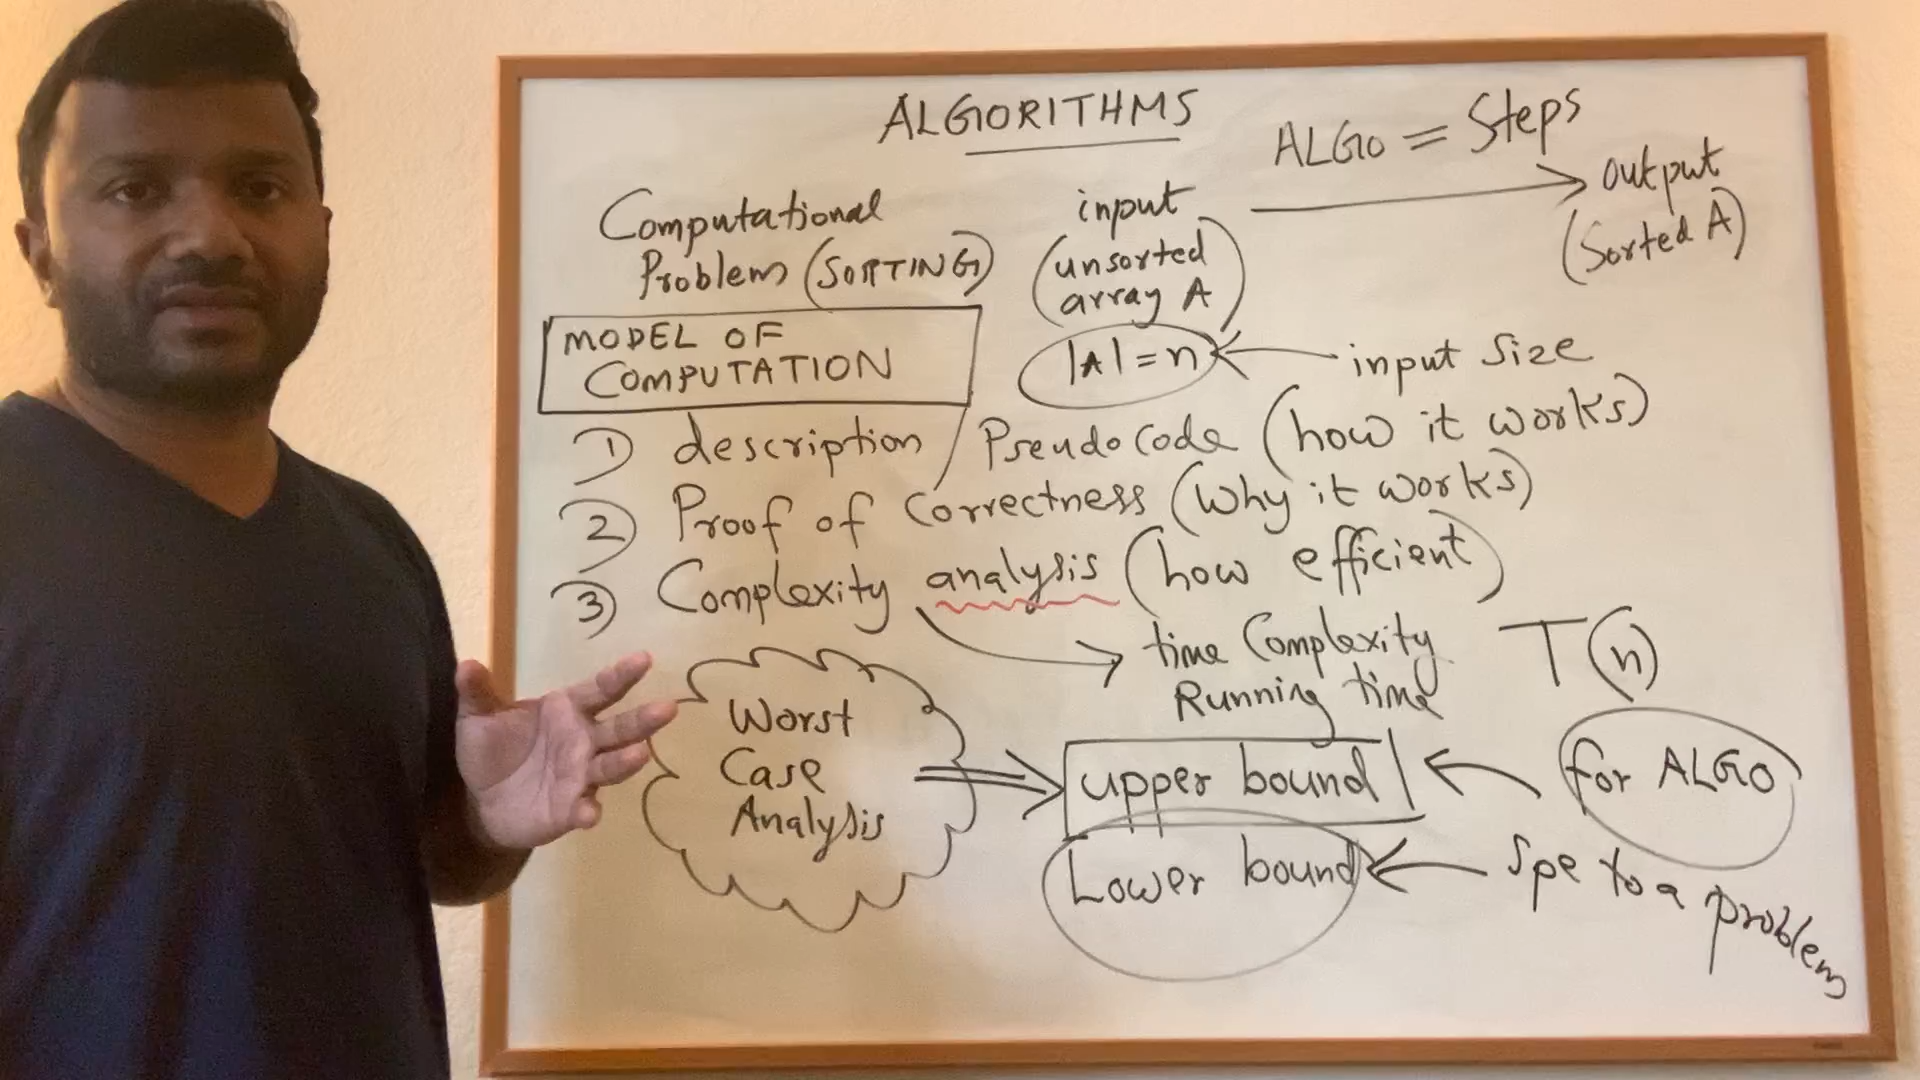 ALGORITHMS
ALGO = Steps
Computational
Problem (SORTING)
input
(unsorted
array A)
output
(Sorted A)
MODEL OF
COMPUTATION
|A| = n
input size
1) description / Pseudocode (how it works)
2) Proof of correctness (why it works)
3) Complexity analysis (how efficient)
time Complexity
Running time
T(n)
Worst
Case
Analysis
upper bound
for ALGO
Lower bound
Spe to a problem